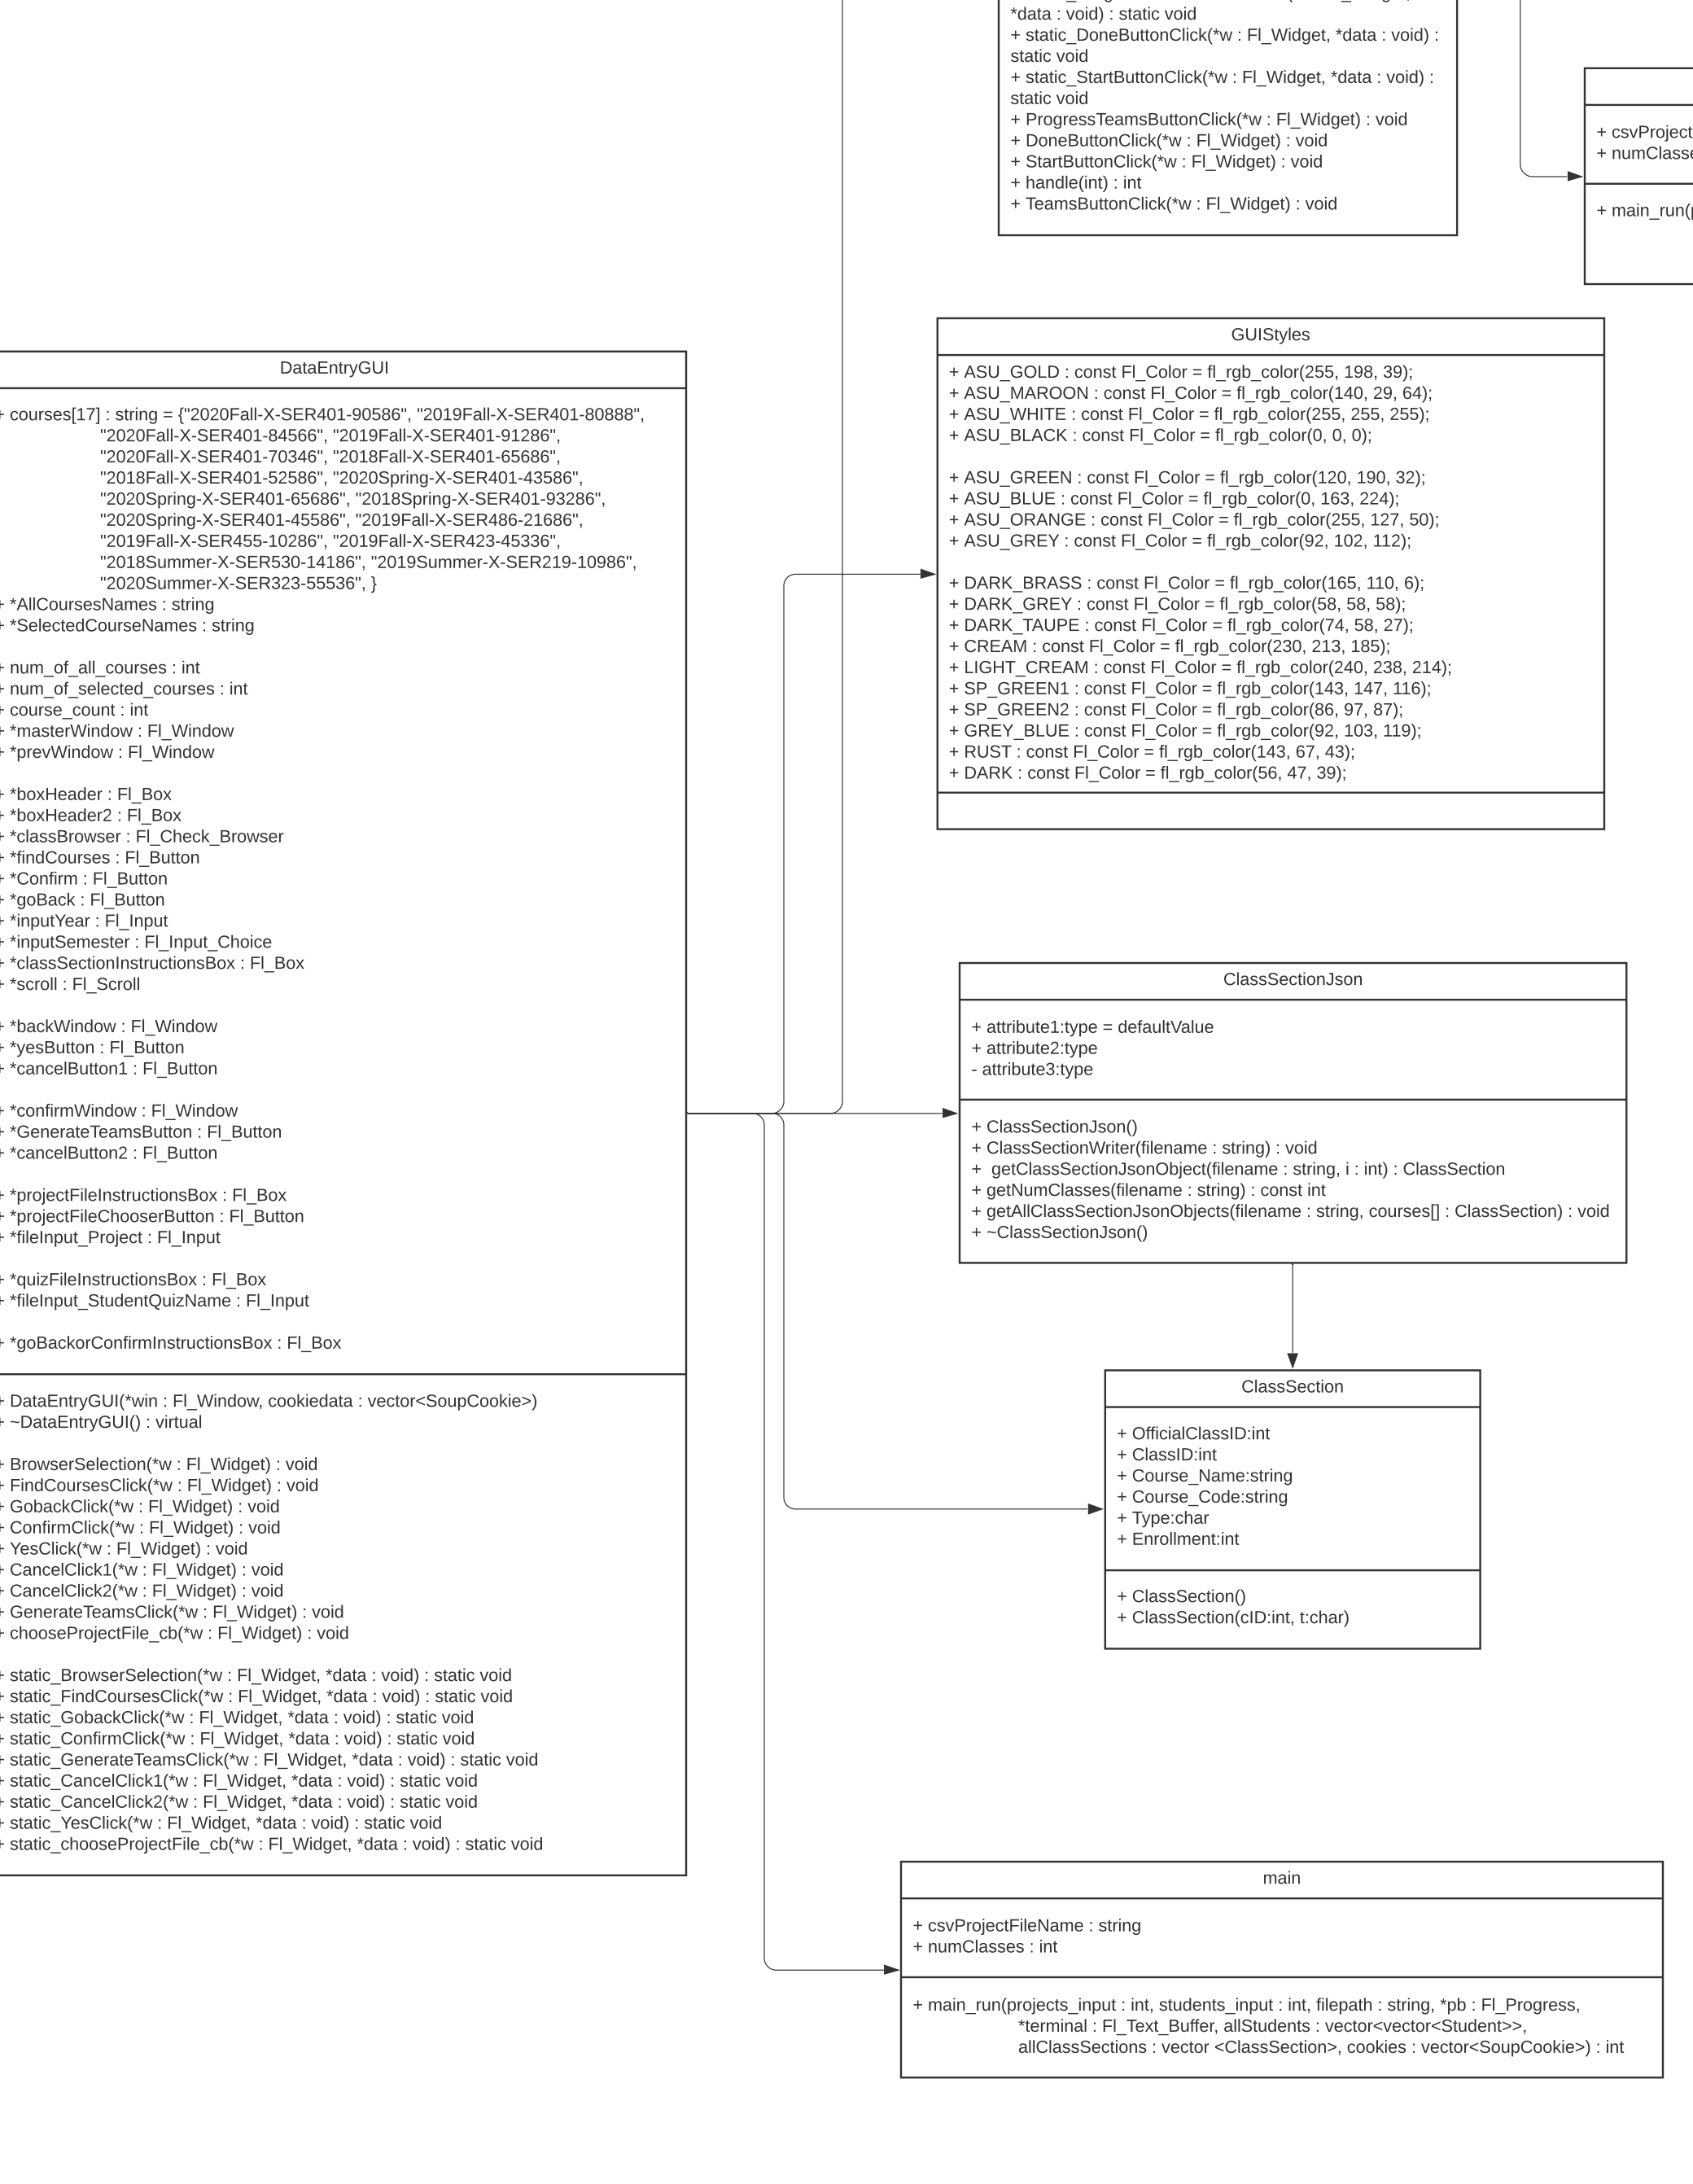 *data : void) : static void
+ static_DoneButtonClick(*w : Fl_Widget, *data : void) :
static void
+ static_StartButtonClick(*w : Fl_Widget, *data : void) :
static void
+ ProgressTeamsButtonClick(*w : Fl_Widget) : void
+ DoneButtonClick(*w : Fl_Widget) : void
+ StartButtonClick(*w : Fl_Widget) : void
+ handle(int) : int
+ TeamsButtonClick(*w : Fl_Widget) : void
+ csvProject
+ numClasse
+ main_run(
DataEntryGUI
+ courses[17] : string = {"2020Fall-X-SER401-90586", "2019Fall-X-SER401-80888",
"2020Fall-X-SER401-84566", "2019Fall-X-SER401-91286",
"2020Fall-X-SER401-70346", "2018Fall-X-SER401-65686",
"2018Fall-X-SER401-52586", "2020Spring-X-SER401-43586",
"2020Spring-X-SER401-65686", "2018Spring-X-SER401-93286",
"2020Spring-X-SER401-45586", "2019Fall-X-SER486-21686",
"2019Fall-X-SER455-10286", "2019Fall-X-SER423-45336",
"2018Summer-X-SER530-14186", "2019Summer-X-SER219-10986",
"2020Summer-X-SER323-55536", }
+ *AllCoursesNames : string
+ *SelectedCourseNames : string
+ num_of_all_courses : int
+ num_of_selected_courses : int
+ course_count : int
+ *masterWindow : Fl_Window
+ *prevWindow : Fl_Window
+ *boxHeader : Fl_Box
+ *boxHeader2 : Fl_Box
+ *classBrowser : Fl_Check_Browser
+ *findCourses : Fl_Button
+ *Confirm : Fl_Button
+ *goBack : Fl_Button
+ *inputYear : Fl_Input
+ *inputSemester : Fl_Input_Choice
+ *classSectionInstructionsBox : Fl_Box
+ *scroll : Fl_Scroll
+ *backWindow : Fl_Window
+ *yesButton : Fl_Button
+ *cancelButton1 : Fl_Button
+ *confirmWindow : Fl_Window
+ *GenerateTeamsButton : Fl_Button
+ *cancelButton2 : Fl_Button
+ *projectFileInstructionsBox : Fl_Box
+ *projectFileChooserButton : Fl_Button
+ *fileInput_Project : Fl_Input
+ *quizFileInstructionsBox : Fl_Box
+ *fileInput_StudentQuizName : Fl_Input
+ *goBackorConfirmInstructionsBox : Fl_Box
+ DataEntryGUI(*win : Fl_Window, cookiedata : vector<SoupCookie>)
+ ~DataEntryGUI() : virtual
+ BrowserSelection(*w : Fl_Widget) : void
+ FindCoursesClick(*w : Fl_Widget) : void
+ GobackClick(*w : Fl_Widget) : void
+ ConfirmClick(*w : Fl_Widget) : void
+ YesClick(*w : Fl_Widget) : void
+ CancelClick1(*w : Fl_Widget) : void
+ CancelClick2(*w : Fl_Widget) : void
+ GenerateTeamsClick(*w : Fl_Widget) : void
+ chooseProjectFile_cb(*w : Fl_Widget) : void
+ static_BrowserSelection(*w : Fl_Widget, *data : void) : static void
+ static_FindCoursesClick(*w : Fl_Widget, *data : void) : static void
+ static_GobackClick(*w : Fl_Widget, *data : void) : static void
+ static_ConfirmClick(*w : Fl_Widget, *data : void) : static void
+ static_GenerateTeamsClick(*w : Fl_Widget, *data : void) : static void
+ static_CancelClick1(*w : Fl_Widget, *data : void) : static void
+ static_CancelClick2(*w : Fl_Widget, *data : void) : static void
+ static_YesClick(*w : Fl_Widget, *data : void) : static void
+ static_chooseProjectFile_cb(*w : Fl_Widget, *data : void) : static void
GUIStyles
+ ASU_GOLD : const Fl_Color = fl_rgb_color(255, 198, 39);
+ ASU_MAROON : const Fl_Color = fl_rgb_color(140, 29, 64);
+ ASU_WHITE : const Fl_Color = fl_rgb_color(255, 255, 255);
+ ASU_BLACK : const Fl_Color = fl_rgb_color(0, 0, 0);
+ ASU_GREEN : const Fl_Color = fl_rgb_color(120, 190, 32);
+ ASU_BLUE : const Fl_Color = fl_rgb_color(0, 163, 224);
+ ASU_ORANGE : const Fl_Color = fl_rgb_color(255, 127, 50);
+ ASU_GREY : const Fl_Color = fl_rgb_color(92, 102, 112);
+ DARK_BRASS : const Fl_Color = fl_rgb_color(165, 110, 6);
+ DARK_GREY : const Fl_Color = fl_rgb_color(58, 58, 58);
+ DARK_TAUPE : const Fl_Color = fl_rgb_color(74, 58, 27);
+ CREAM : const Fl_Color = fl_rgb_color(230, 213, 185);
+ LIGHT_CREAM : const Fl_Color = fl_rgb_color(240, 238, 214);
+ SP_GREEN1 : const Fl_Color = fl_rgb_color(143, 147, 116);
+ SP_GREEN2 : const Fl_Color = fl_rgb_color(86, 97, 87);
+ GREY_BLUE : const Fl_Color = fl_rgb_color(92, 103, 119);
+ RUST : const Fl_Color = fl_rgb_color(143, 67, 43);
+ DARK : const Fl_Color = fl_rgb_color(56, 47, 39);
ClassSectionJson
+ attribute1:type = defaultValue
+ attribute2:type
- attribute3:type
+ ClassSectionJson()
+ ClassSectionWriter(filename : string) : void
+  getClassSectionJsonObject(filename : string, i : int) : ClassSection
+ getNumClasses(filename : string) : const int
+ getAllClassSectionJsonObjects(filename : string, courses[] : ClassSection) : void
+ ~ClassSectionJson()
ClassSection
+ OfficialClassID:int
+ ClassID:int
+ Course_Name:string
+ Course_Code:string
+ Type:char
+ Enrollment:int
+ ClassSection()
+ ClassSection(cID:int, t:char)
main
+ csvProjectFileName : string
+ numClasses : int
+ main_run(projects_input : int, students_input : int, filepath : string, *pb : Fl_Progress,
*terminal : Fl_Text_Buffer, allStudents : vector<vector<Student>>,
allClassSections : vector <ClassSection>, cookies : vector<SoupCookie>) : int